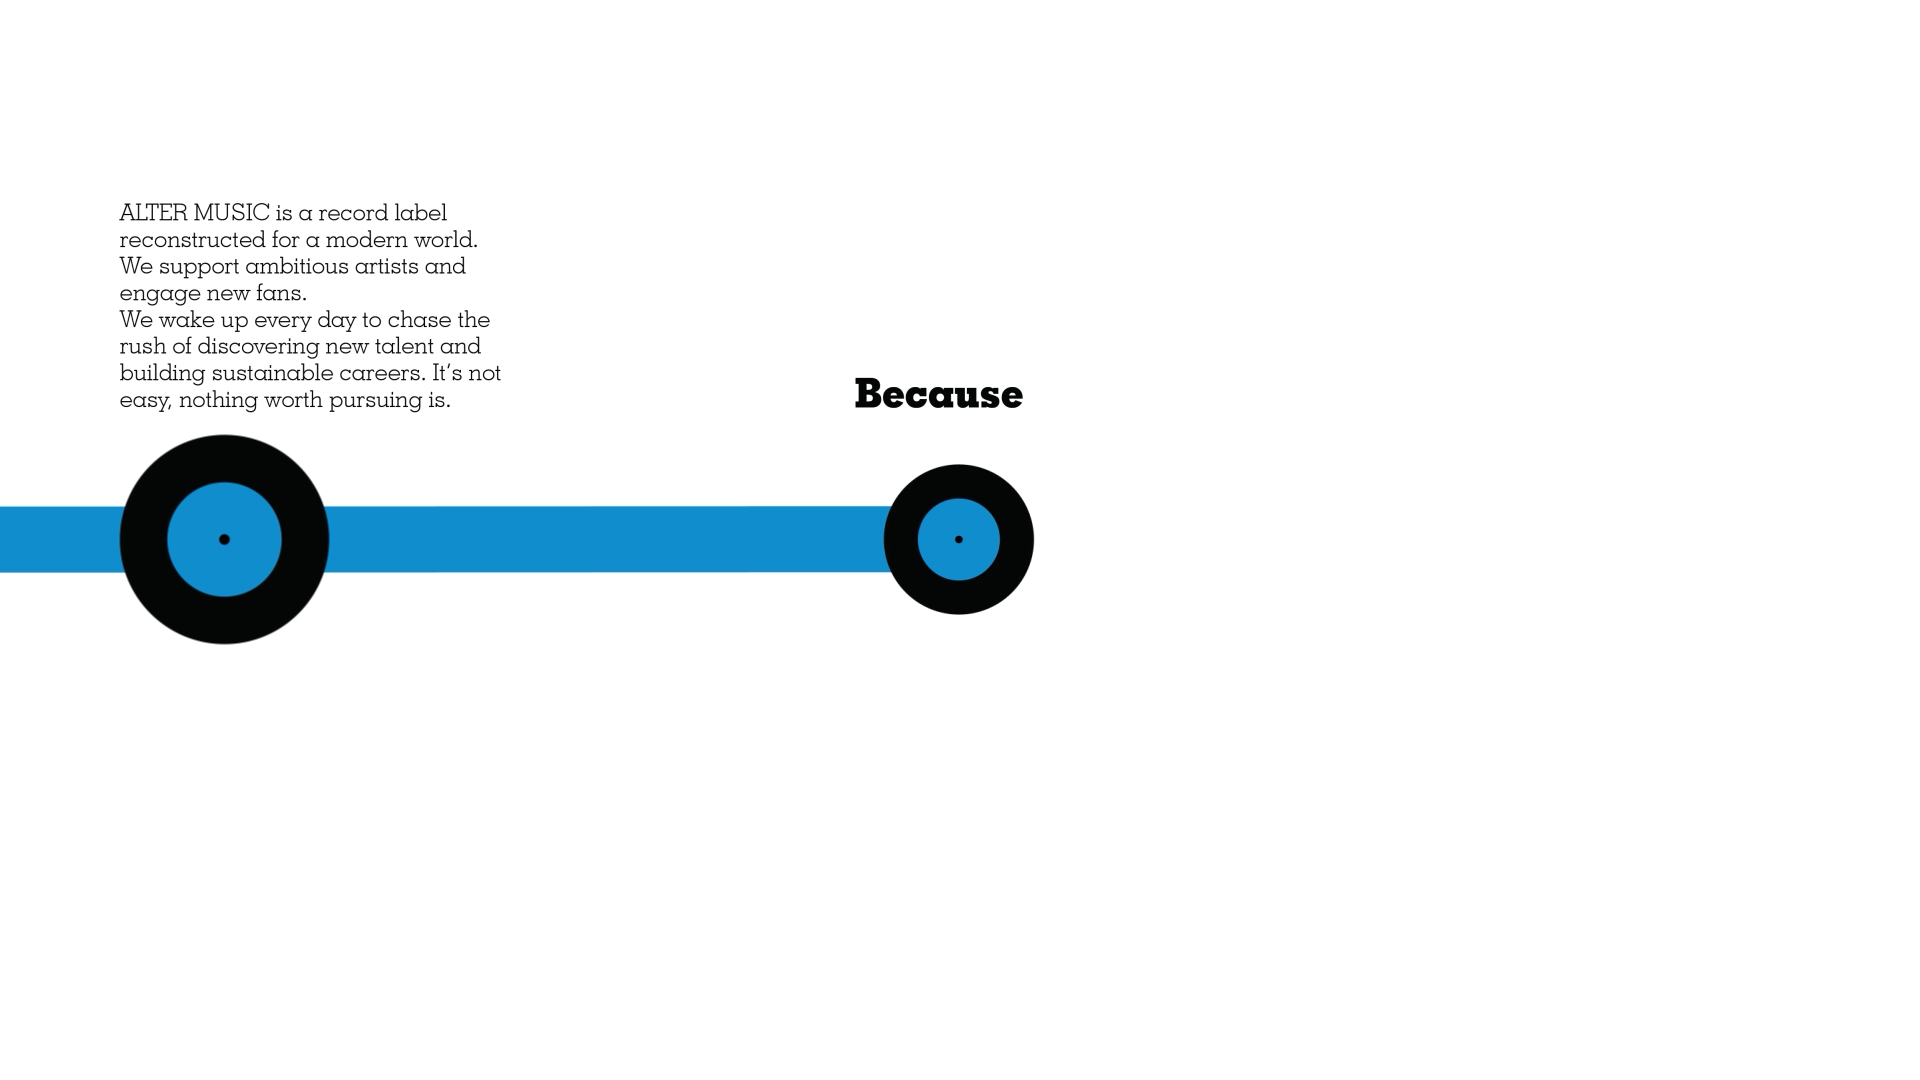 ALTER MUSIC is a record label
reconstructed for a modern world.
We support ambitious artists and
engage new fans.
We wake up every day to chase the
rush of discovering new talent and
building sustainable careers. It’s not
easy, nothing worth pursuing is.
Because